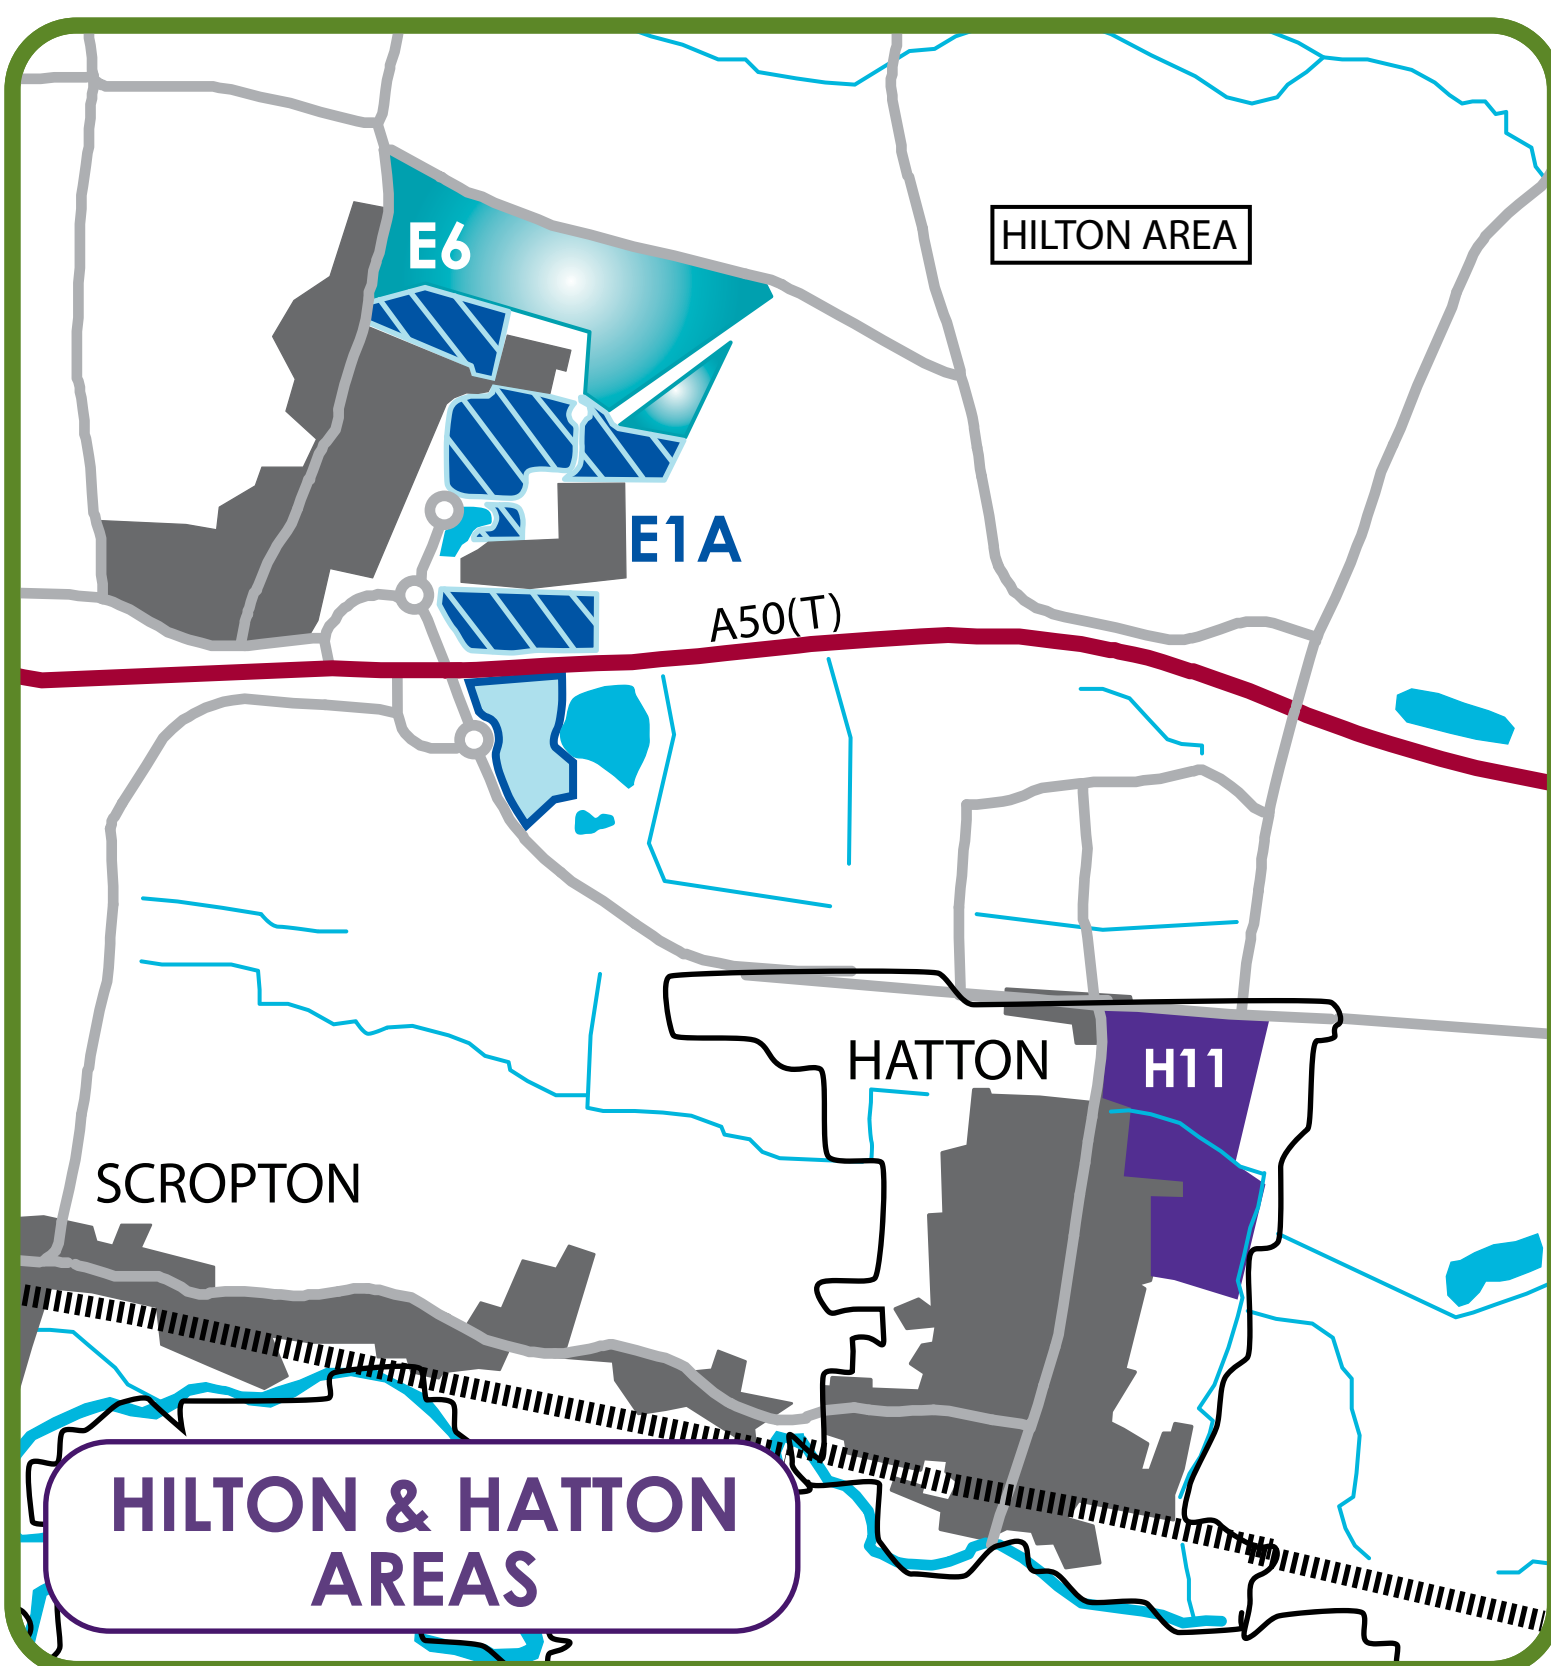 E6
HILTON AREA
E1A
A50(T)
HATTON
H11
SCROPTON
HILTON & HATTON
AREAS